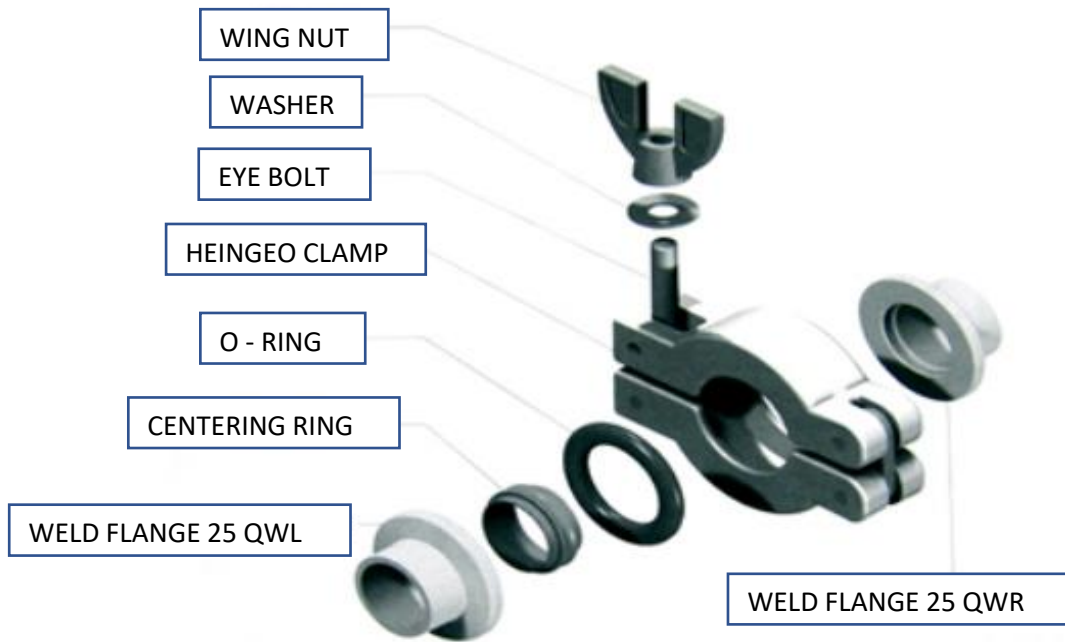 WING NUT
WASHER
EYE BOLT
HEINGEO CLAMP
O - RING
CENTERING RING
WELD FLANGE 25 QWL
WELD FLANGE 25 QWR